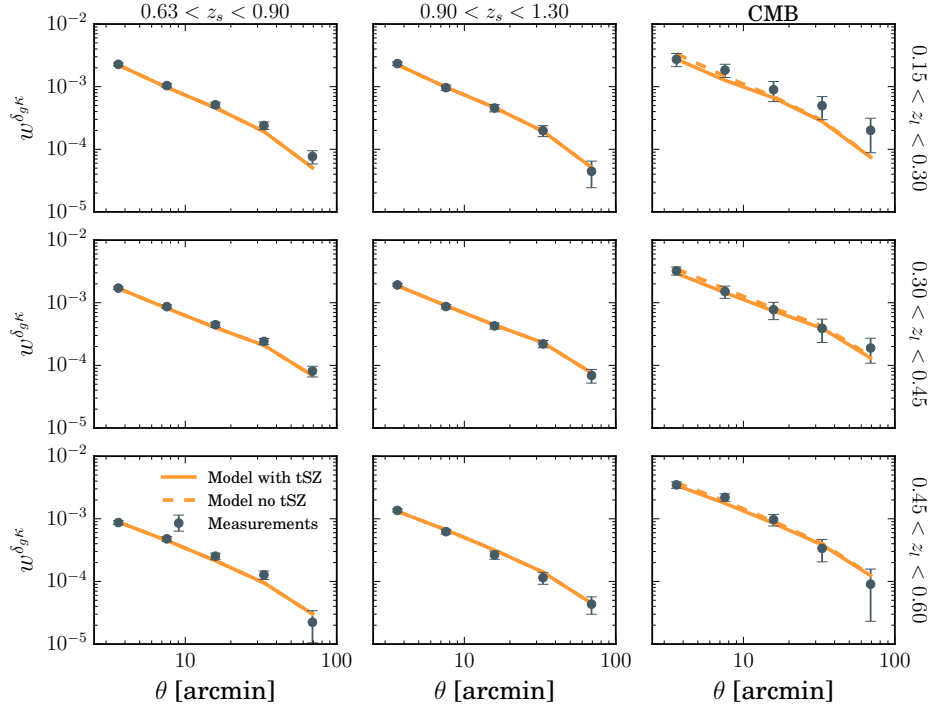 0.63 < z_s < 0.90
0.90 < z_s < 1.30
CMB
10^−2
10^−3
10^−4
10^−5
w^{δ_g κ}
0.15 < z_l < 0.30
10^−2
10^−3
10^−4
10^−5
w^{δ_g κ}
0.30 < z_l < 0.45
10^−2
10^−3
10^−4
10^−5
w^{δ_g κ}
Model with tSZ
Model no tSZ
Measurements
0.45 < z_l < 0.60
10 100
10 100
10 100
θ [arcmin]
θ [arcmin]
θ [arcmin]